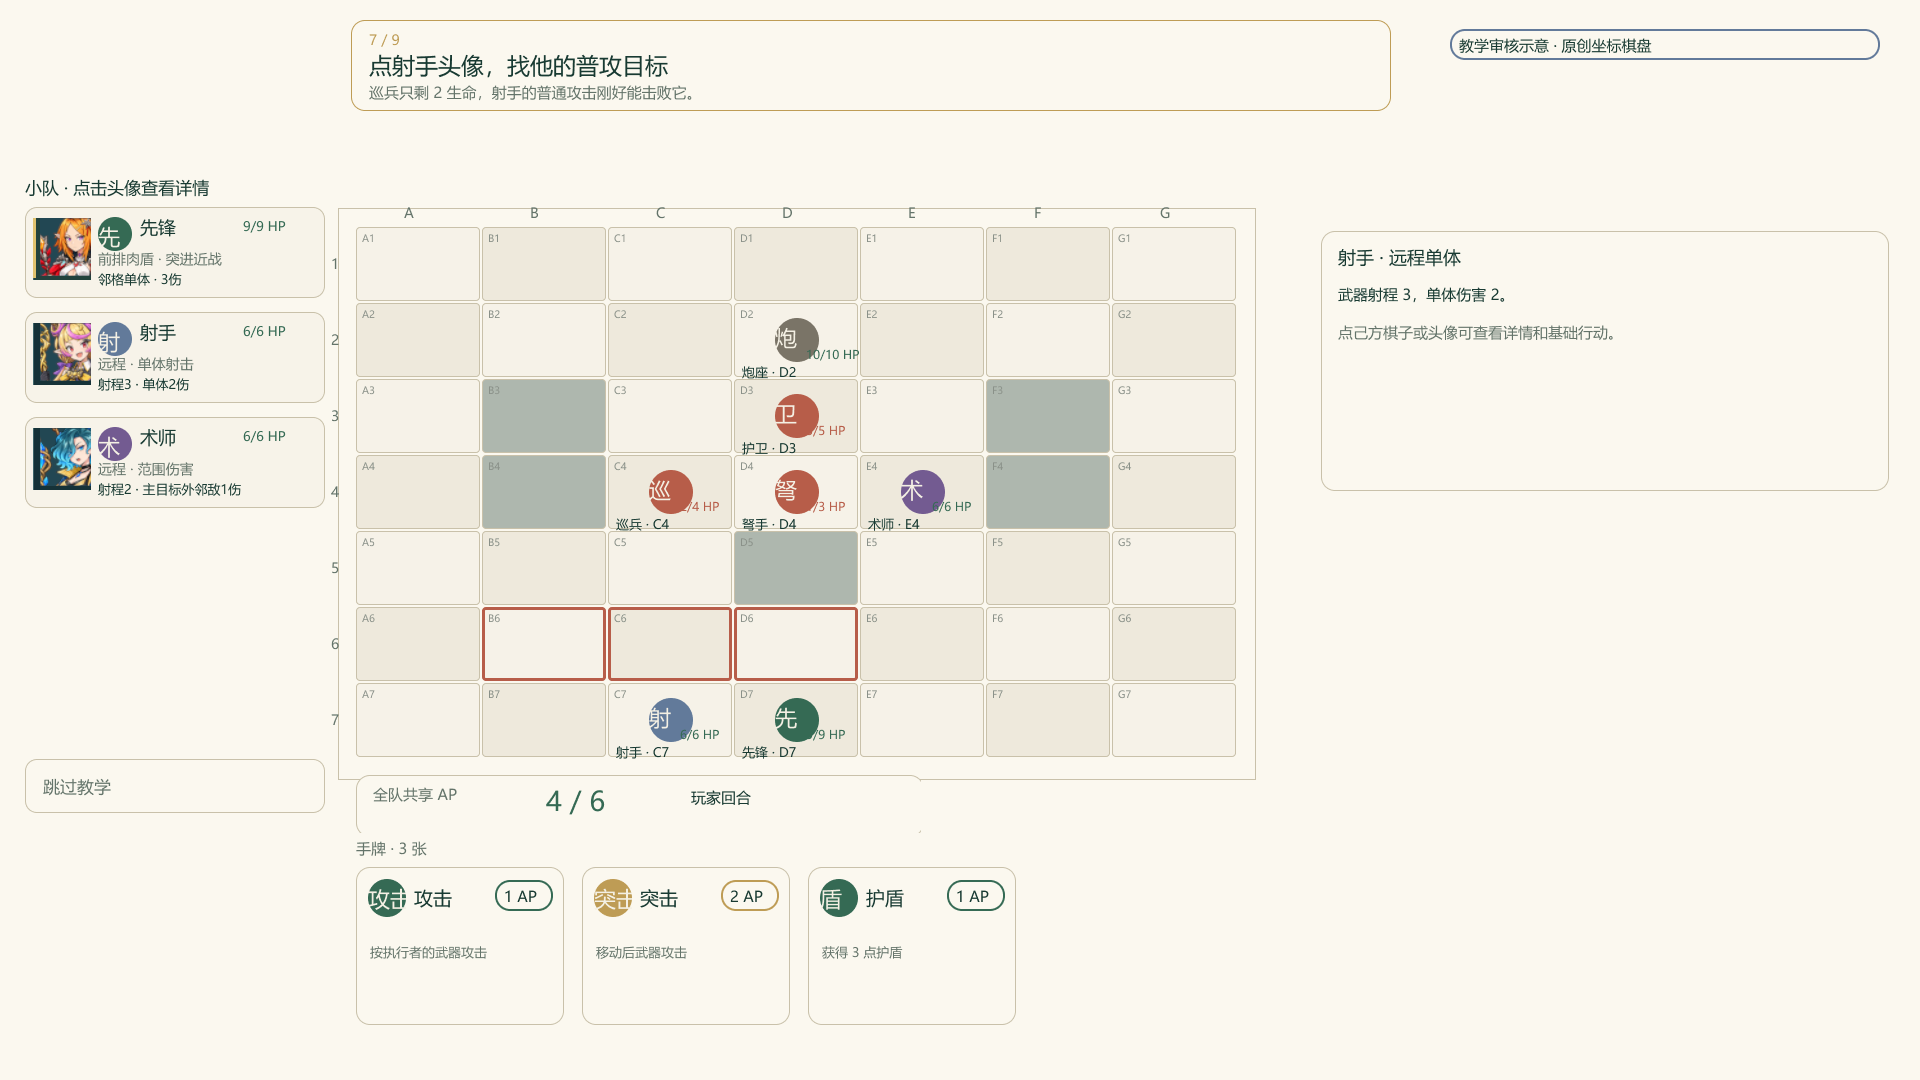 7 / 9
点射手头像，找他的普攻目标
巡兵只剩 2 生命，射手的普通攻击刚好能击败它。
教学审核示意 · 原创坐标棋盘
小队 · 点击头像查看详情
先 先锋 9/9 HP
前排肉盾 · 突进近战
邻格单体 · 3伤
射 射手 6/6 HP
远程 · 单体射击
射程3 · 单体2伤
术 术师 6/6 HP
远程 · 范围伤害
射程2 · 主目标外邻敌1伤
跳过教学
A B C D E F G
1
A1 B1 C1 D1 E1 F1 G1
2
A2 B2 C2 D2 E2 F2 G2
炮 10/10 HP
炮座 · D2
3
A3 B3 C3 D3 E3 F3 G3
卫 /5 HP
护卫 · D3
4
A4 B4 C4 D4 E4 F4 G4
巡 /4 HP 弩 /3 HP 术 6/6 HP
巡兵 · C4 弩手 · D4 术师 · E4
5
A5 B5 C5 D5 E5 F5 G5
6
A6 B6 C6 D6 E6 F6 G6
7
A7 B7 C7 D7 E7 F7 G7
射 6/6 HP 先 /9 HP
射手 · C7 先锋 · D7
射手 · 远程单体
武器射程 3，单体伤害 2。
点己方棋子或头像可查看详情和基础行动。
全队共享 AP 4 / 6 玩家回合
手牌 · 3 张
攻击 攻击 1 AP
按执行者的武器攻击
突击 突击 2 AP
移动后武器攻击
盾 护盾 1 AP
获得 3 点护盾